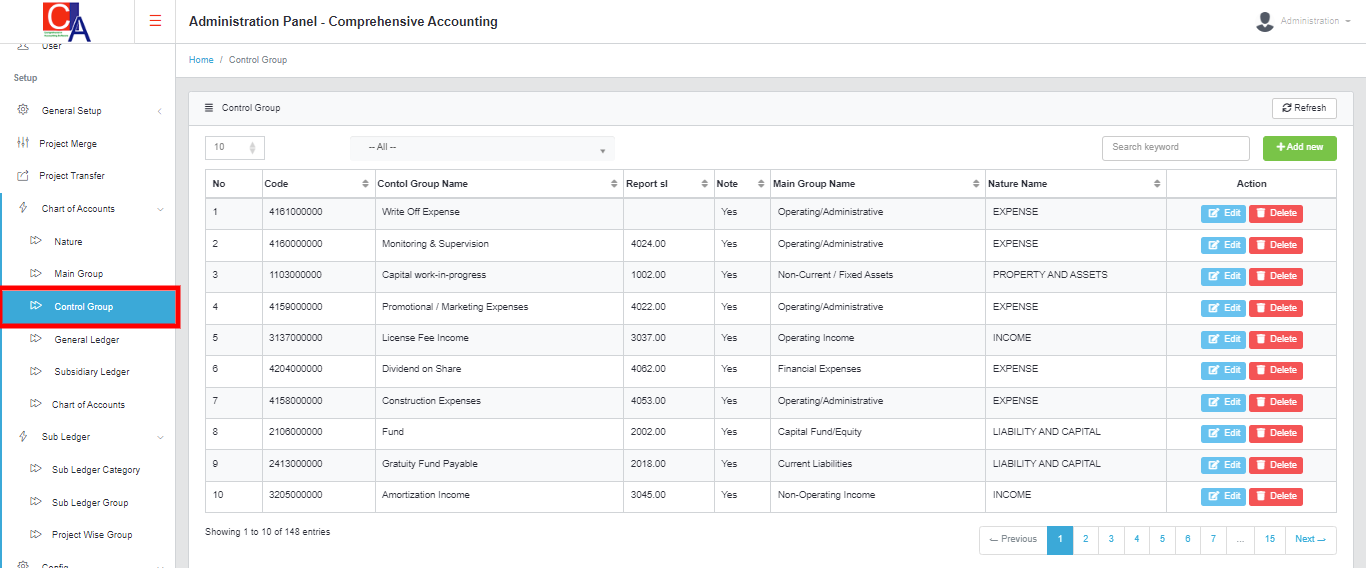 CA
Administration Panel - Comprehensive Accounting
Administration
User
Home / Control Group
Setup
General Setup
Project Merge
Project Transfer
Chart of Accounts
Nature
Main Group
Control Group
General Ledger
Subsidiary Ledger
Chart of Accounts
Sub Ledger
Sub Ledger Category
Sub Ledger Group
Project Wise Group
Config
Control Group
Refresh
10
-- All --
Search keyword
+ Add new
No Code Contol Group Name Report sl Note Main Group Name Nature Name Action
1 4161000000 Write Off Expense Yes Operating/Administrative EXPENSE Edit Delete
2 4160000000 Monitoring & Supervision 4024.00 Yes Operating/Administrative EXPENSE Edit Delete
3 1103000000 Capital work-in-progress 1002.00 Yes Non-Current / Fixed Assets PROPERTY AND ASSETS Edit Delete
4 4159000000 Promotional / Marketing Expenses 4022.00 Yes Operating/Administrative EXPENSE Edit Delete
5 3137000000 License Fee Income 3037.00 Yes Operating Income INCOME Edit Delete
6 4204000000 Dividend on Share 4062.00 Yes Financial Expenses EXPENSE Edit Delete
7 4158000000 Construction Expenses 4053.00 Yes Operating/Administrative EXPENSE Edit Delete
8 2106000000 Fund 2002.00 Yes Capital Fund/Equity LIABILITY AND CAPITAL Edit Delete
9 2413000000 Gratuity Fund Payable 2018.00 Yes Current Liabilities LIABILITY AND CAPITAL Edit Delete
10 3205000000 Amortization Income 3045.00 Yes Non-Operating Income INCOME Edit Delete
Showing 1 to 10 of 148 entries
Previous 1 2 3 4 5 6 7 ... 15 Next